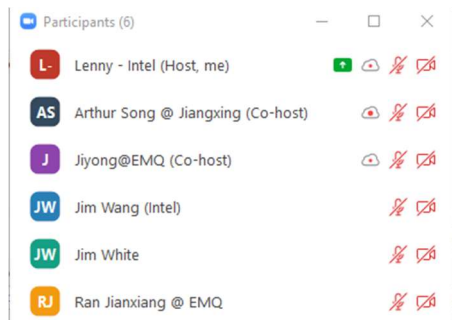 Participants (6)
L- Lenny - Intel (Host, me)
AS Arthur Song @ Jiangxing (Co-host)
J Jiyong@EMQ (Co-host)
JW Jim Wang (Intel)
JW Jim White
RJ Ran Jianxiang @ EMQ